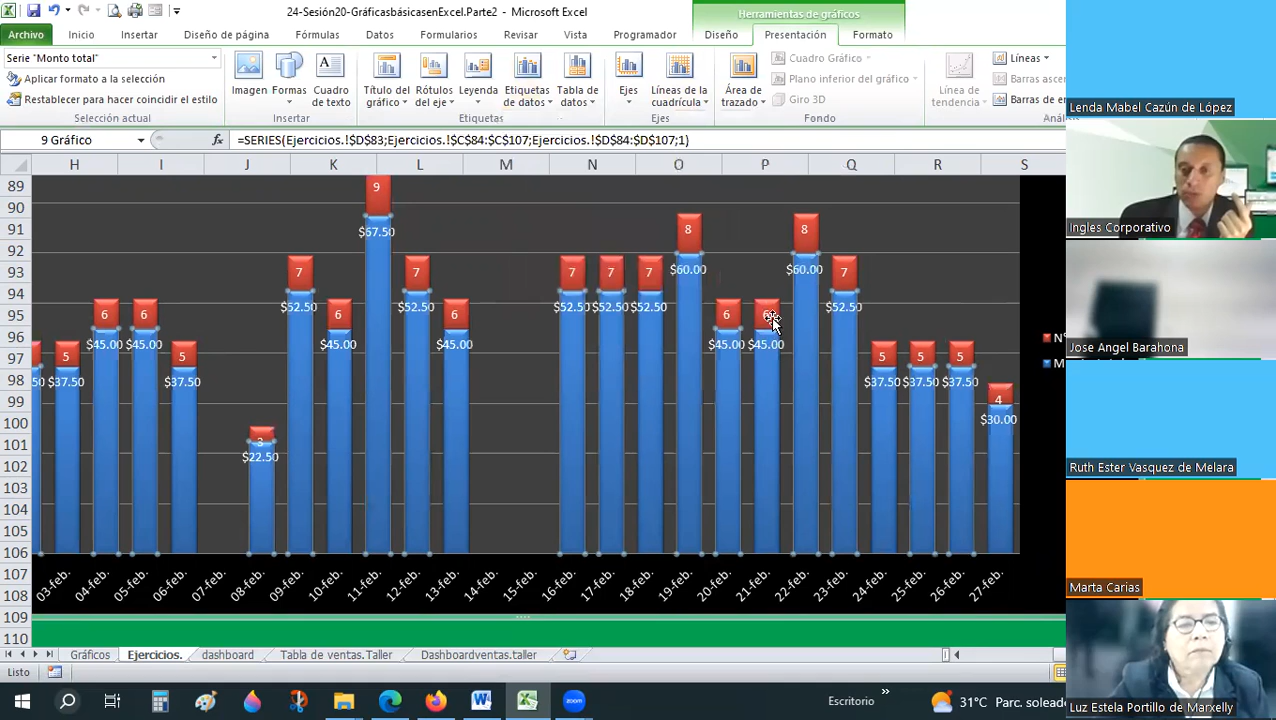 24-Sesión20-GráficasbásicasenExcel.Parte2 - Microsoft Excel
Herramientas de gráficos
Archivo Inicio Insertar Diseño de página Fórmulas Datos Formularios Revisar Vista Programador Diseño Presentación Formato
Serie "Monto total"
Aplicar formato a la selección
Restablecer para hacer coincidir el estilo
Selección actual
Imagen Formas Cuadro de texto
Insertar
Título del gráfico Rótulos del eje Leyenda Etiquetas de datos Tabla de datos
Etiquetas
Ejes Líneas de la cuadrícula
Ejes
Área de trazado
Cuadro Gráfico
Plano inferior del gráfico
Giro 3D
Fondo
Línea de tendencia
Líneas
Barras asce
Barras de er
Aná
9 Gráfico fx =SERIES(Ejercicios.!$D$83;Ejercicios.!$C$84:$C$107;Ejercicios.!$D$84:$D$107;1)
H I J K L M N O P Q R S
89
90
91
92
93
94
95
96
97
98
99
100
101
102
103
104
105
106
107
108
109
110
9
8 8
7 7 7 7 7 7
6 6 6 6 6 6
5 5 5 5 5
4
3
$67.50
$60.00 $60.00
$52.50 $52.50 $52.50 $52.50 $52.50 $52.50
$45.00 $45.00 $45.00 $45.00 $45.00 $45.00
50 $37.50 $37.50 $37.50 $37.50 $37.50
$30.00
$22.50
N°
M
03-feb. 04-feb. 05-feb. 06-feb. 07-feb. 08-feb. 09-feb. 10-feb. 11-feb. 12-feb. 13-feb. 14-feb. 15-feb. 16-feb. 17-feb. 18-feb. 19-feb. 20-feb. 21-feb. 22-feb. 23-feb. 24-feb. 25-feb. 26-feb. 27-feb.
Gráficos Ejercicios. dashboard Tabla de ventas.Taller Dashboardventas.taller
Listo
Escritorio » 31°C Parc. soleado
zoom
Lenda Mabel Cazún de López
Ingles Corporativo
Jose Angel Barahona
Ruth Ester Vasquez de Melara
Marta Carias
Luz Estela Portillo de Marxelly